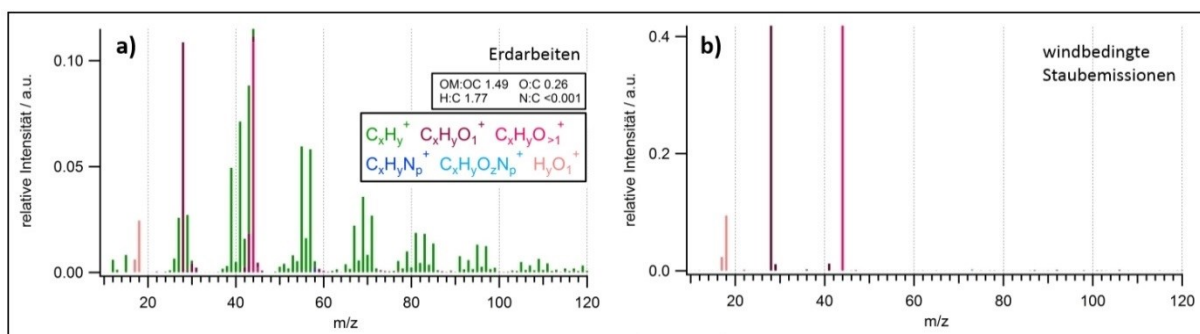 a)
Erdarbeiten
OM:OC 1.49 O:C 0.26
H:C 1.77 N:C <0.001
CxHy+ CxHyO1+ CxHyO>1+
CxHyNp+ CxHyOzNp+ HyO1+
relative Intensität / a.u.
0.10
0.05
0.00
20 40 60 80 100 120
m/z
b)
windbedingte
Staubemissionen
relative Intensität / a.u.
0.4
0.2
0.0
20 40 60 80 100 120
m/z